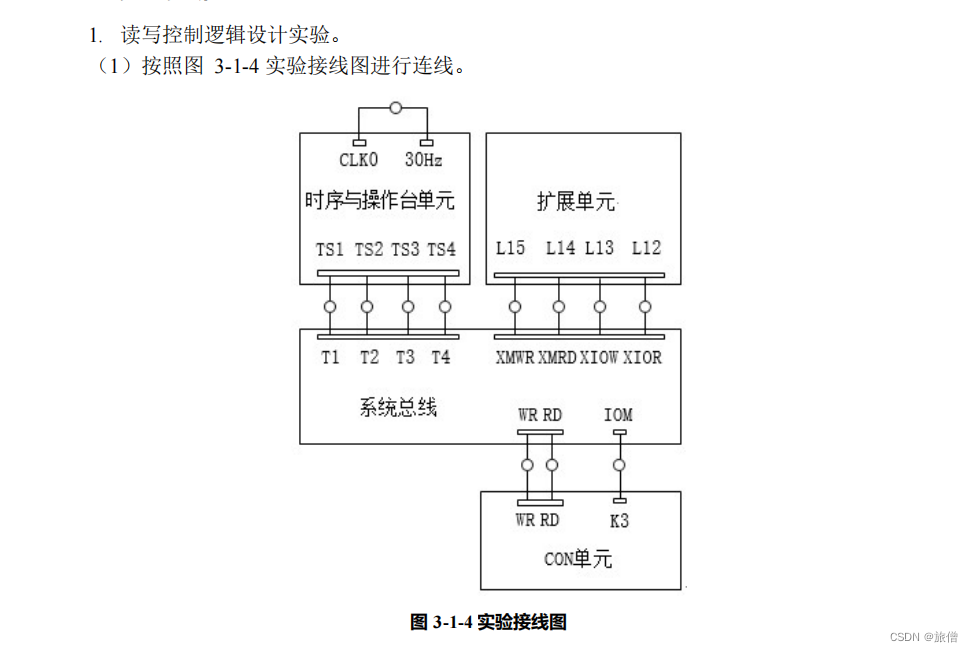 1. 读写控制逻辑设计实验。
（1）按照图 3-1-4 实验接线图进行连线。
CLK0 30Hz
时序与操作台单元
扩展单元
TS1 TS2 TS3 TS4
L15 L14 L13 L12
T1 T2 T3 T4
XMWR XMRD XIOW XIOR
系统总线
WR RD IOM
WR RD K3
CON单元
图 3-1-4 实验接线图
CSDN @旅僧